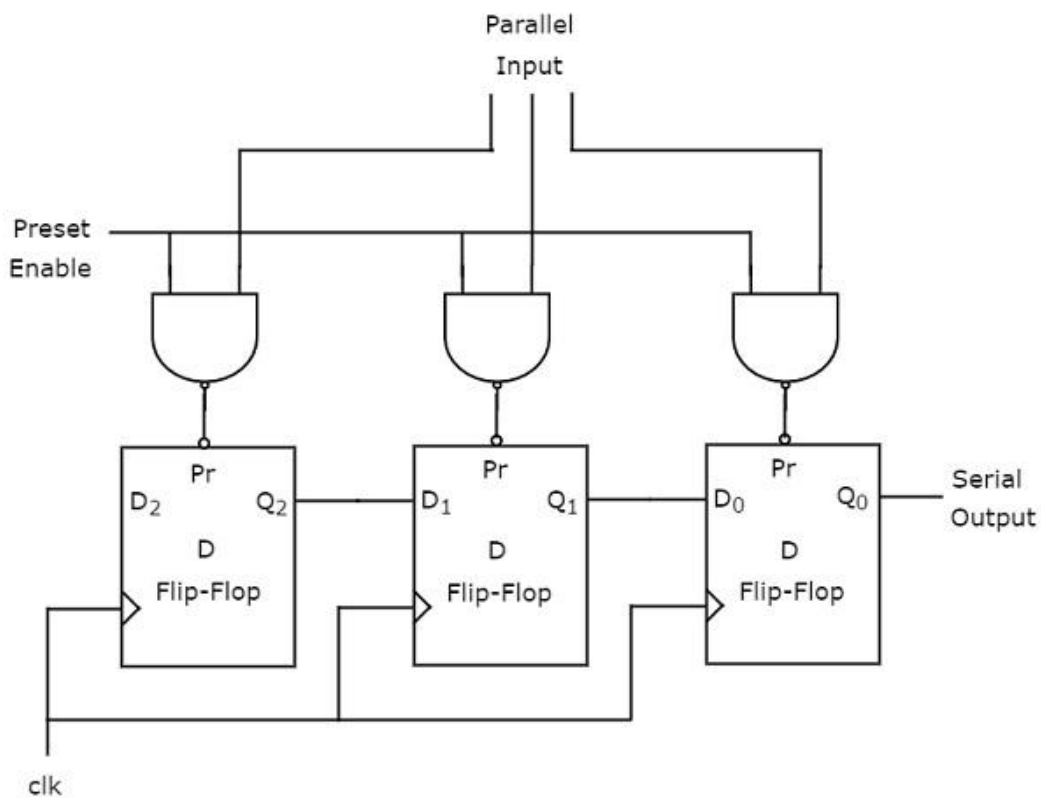 Parallel
Input
Preset
Enable
Pr
Pr
Pr
D₂ Q₂
D₁ Q₁
D₀ Q₀
Serial
Output
D
Flip-Flop
D
Flip-Flop
D
Flip-Flop
clk